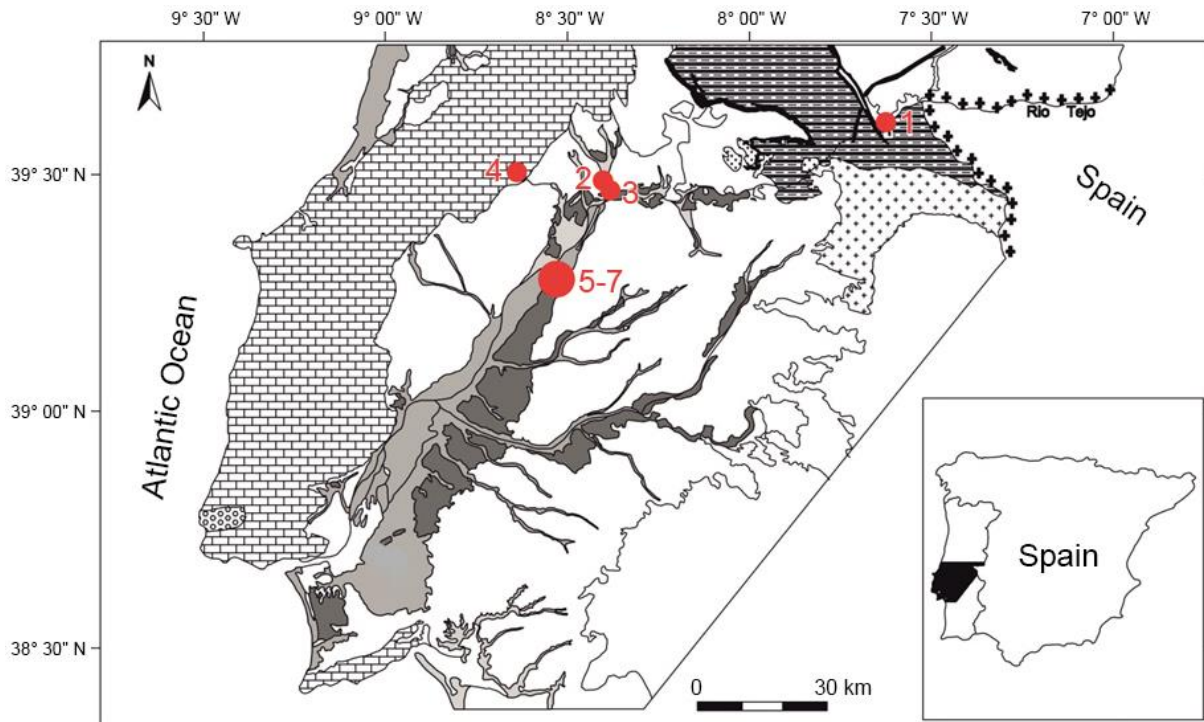 9° 30" W
9° 00" W
8° 30" W
8° 00" W
7° 30" W
7° 00" W
N
1
Rio Tejo
39° 30" N
4
2
3
Spain
5-7
Atlantic Ocean
39° 00" N
Spain
38° 30" N
0 30 km